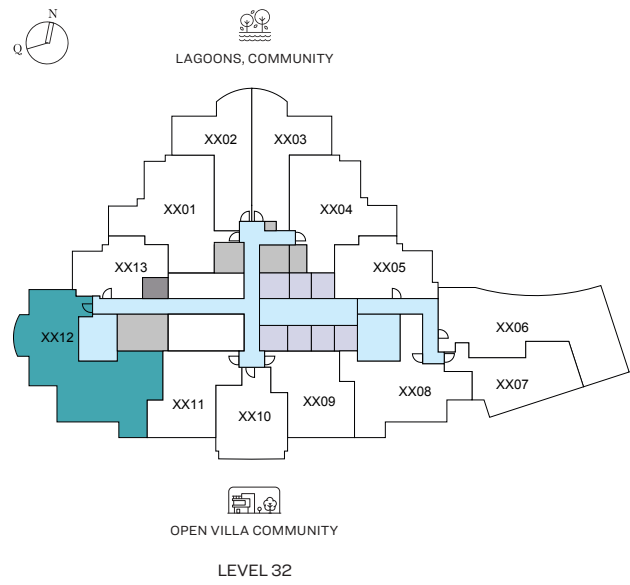 N
Q
LAGOONS, COMMUNITY
XX02
XX03
XX01
XX04
XX13
XX05
XX12
XX06
XX07
XX08
XX11
XX09
XX10
OPEN VILLA COMMUNITY
LEVEL 32